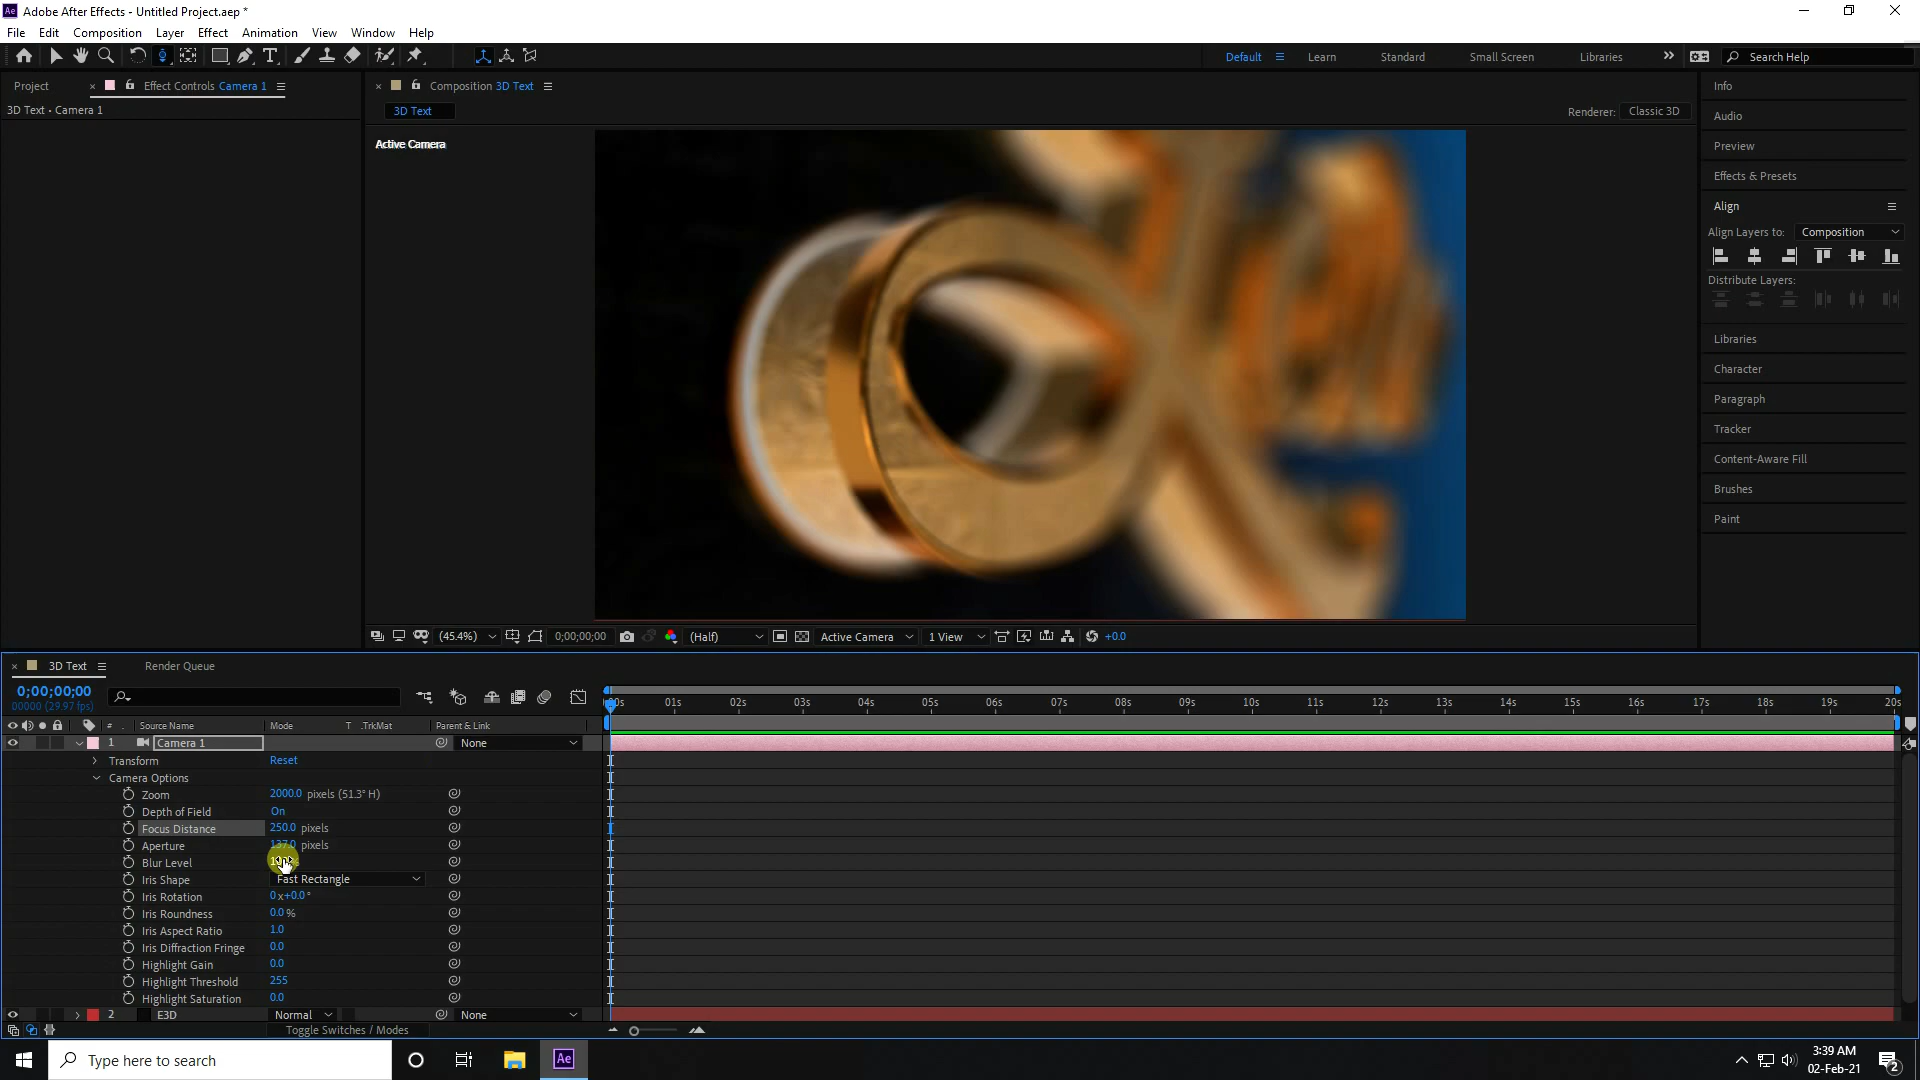 Adobe After Effects - Untitled Project.aep *
File Edit Composition Layer Effect Animation View Window Help
Default Learn Standard Small Screen Libraries Search Help
Project Effect Controls Camera 1
3D Text • Camera 1
Composition 3D Text
3D Text
Renderer: Classic 3D
Active Camera
Info
Audio
Preview
Effects & Presets
Align
Align Layers to: Composition
Distribute Layers:
Libraries
Character
Paragraph
Tracker
Content-Aware Fill
Brushes
Paint
(45.4%) 0;00;00;00 (Half) Active Camera 1 View +0.0
3D Text Render Queue
0;00;00;00
00000 (29.97 fps)
01s 02s 03s 04s 05s 06s 07s 08s 09s 10s 11s 12s 13s 14s 15s 16s 17s 18s 19s 20s
# Source Name Mode T .TrkMat Parent & Link
1 Camera 1 None
Transform Reset
Camera Options
Zoom 2000.0 pixels (51.3° H)
Depth of Field On
Focus Distance 250.0 pixels
Aperture 137.0 pixels
Blur Level
Iris Shape Fast Rectangle
Iris Rotation 0 x+0.0 °
Iris Roundness 0.0 %
Iris Aspect Ratio 1.0
Iris Diffraction Fringe 0.0
Highlight Gain 0.0
Highlight Threshold 255
Highlight Saturation 0.0
2 E3D Normal None
Toggle Switches / Modes
Type here to search
Ae
3:39 AM
02-Feb-21
2